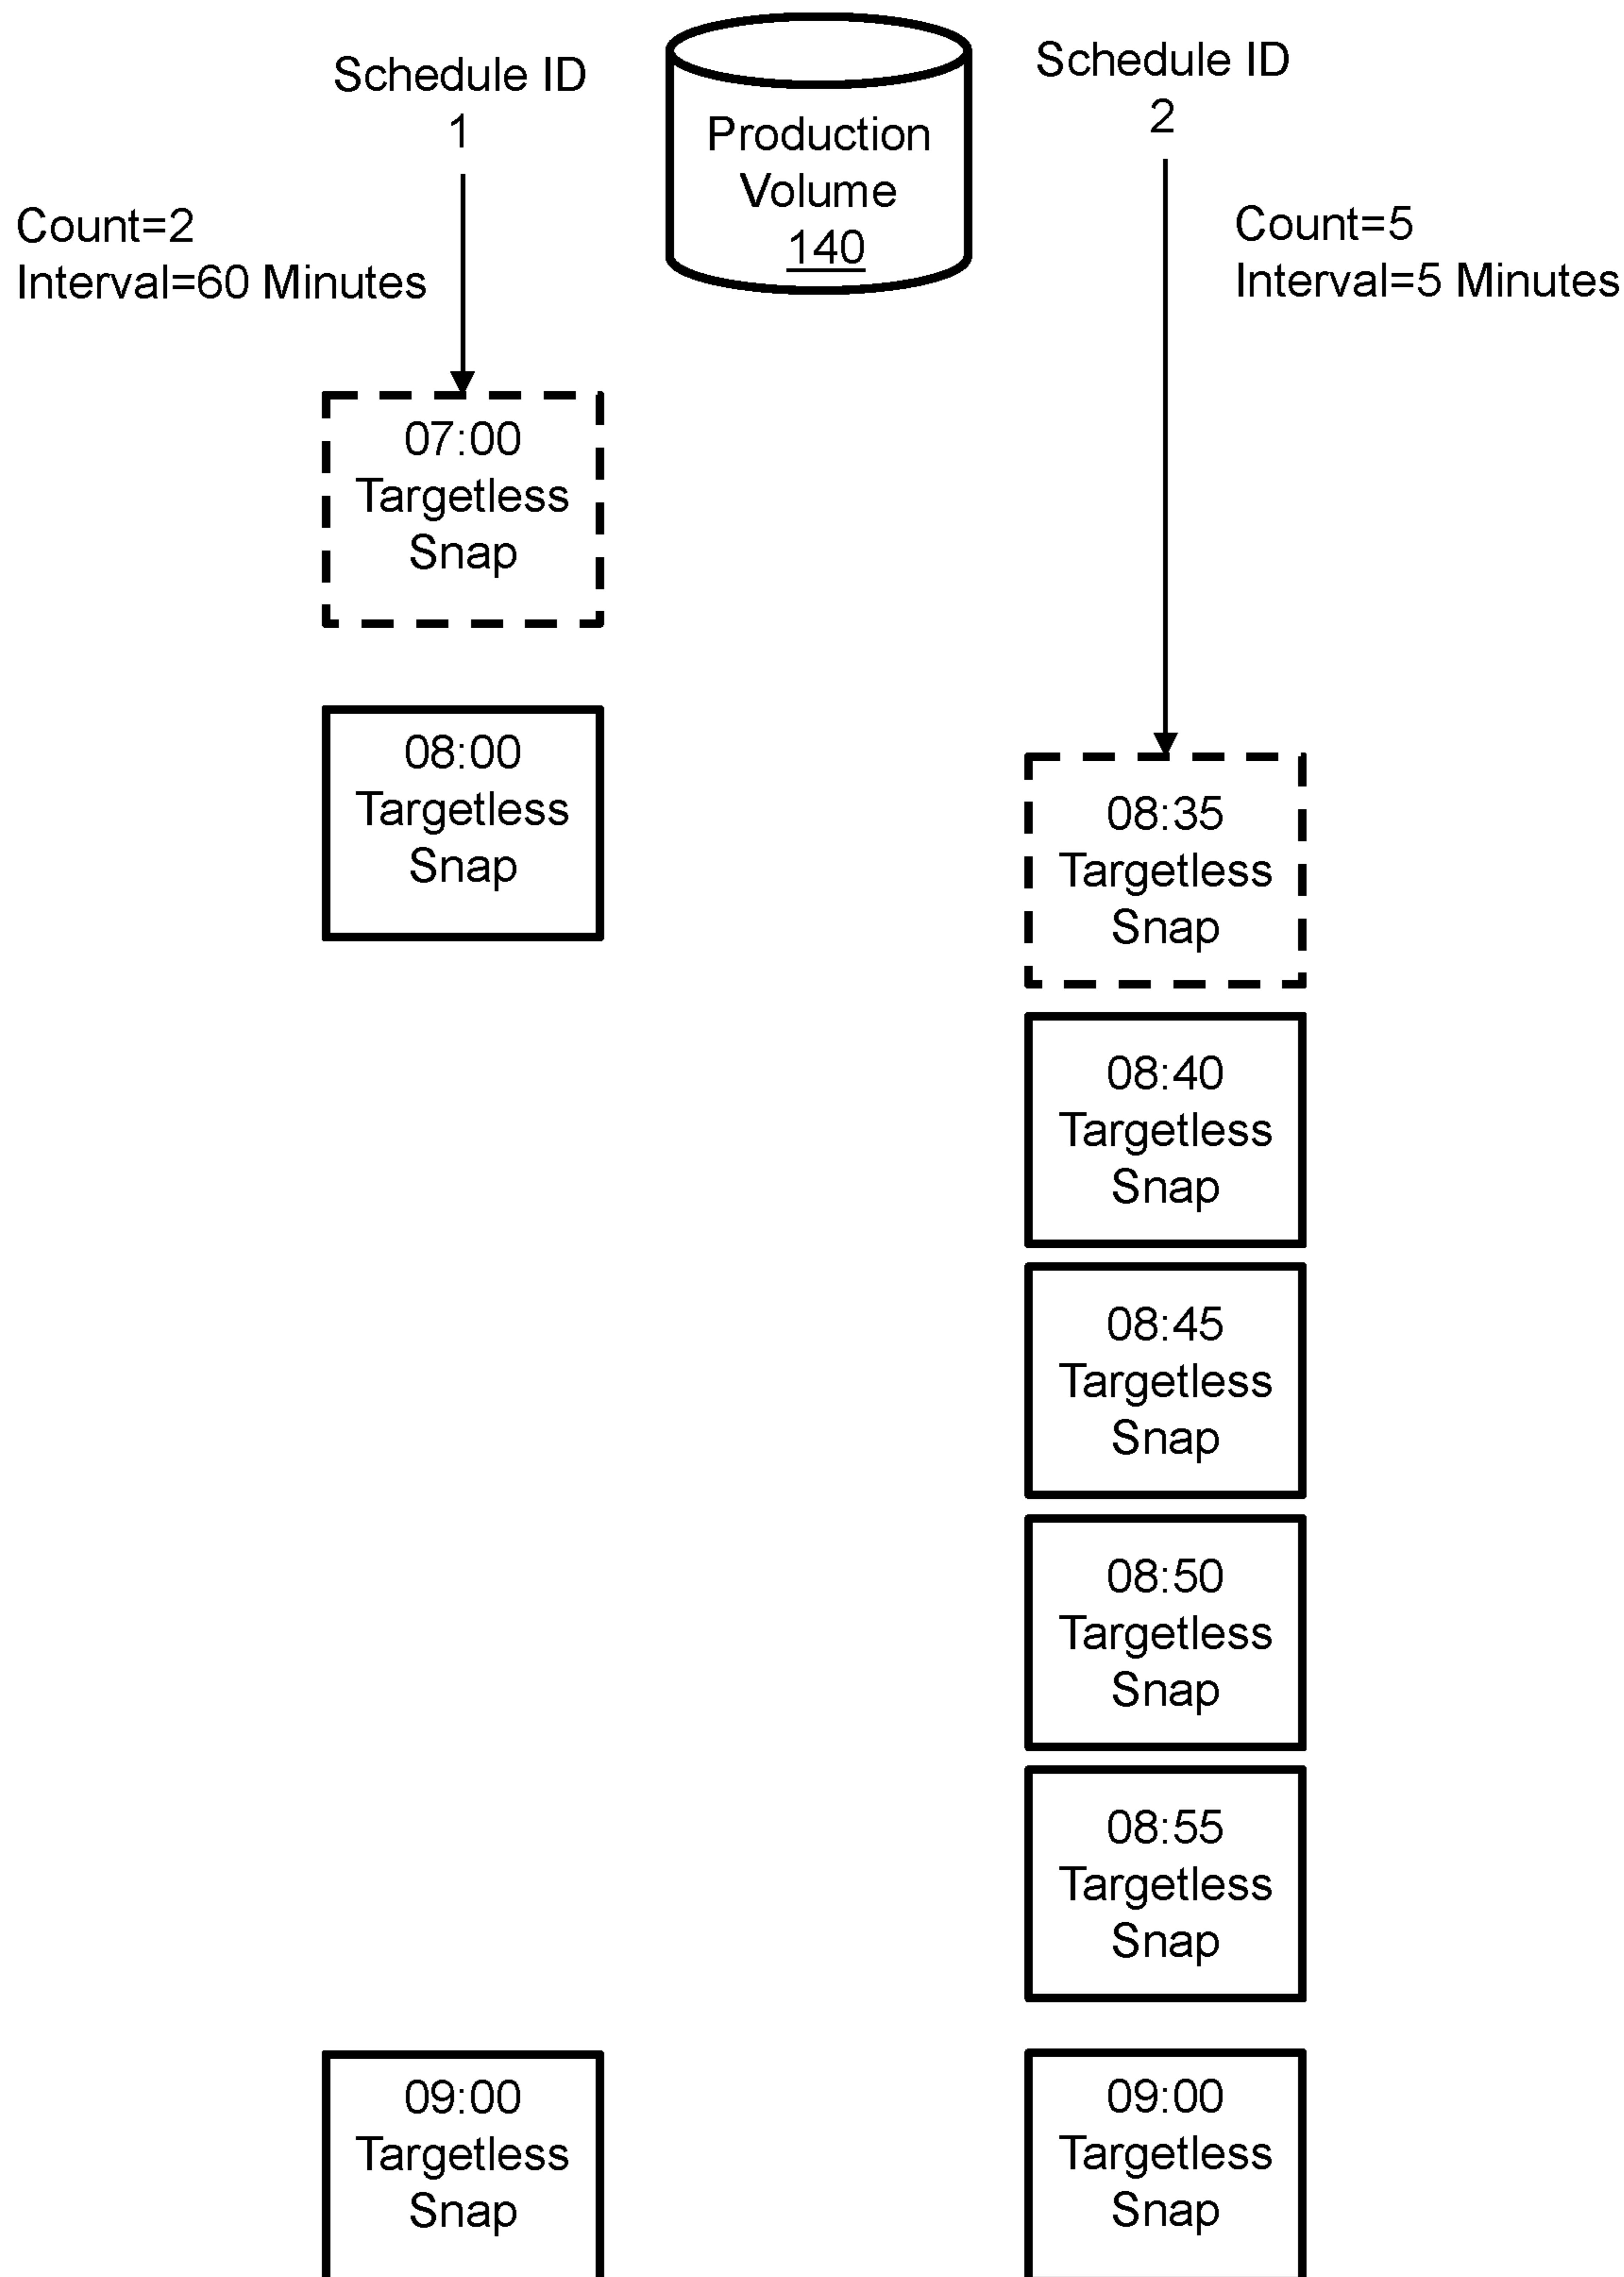 Schedule ID
1
Count=2
Interval=60 Minutes
Production
Volume
140
Schedule ID
2
Count=5
Interval=5 Minutes
07:00
Targetless
Snap
08:00
Targetless
Snap
08:35
Targetless
Snap
08:40
Targetless
Snap
08:45
Targetless
Snap
08:50
Targetless
Snap
08:55
Targetless
Snap
09:00
Targetless
Snap
09:00
Targetless
Snap